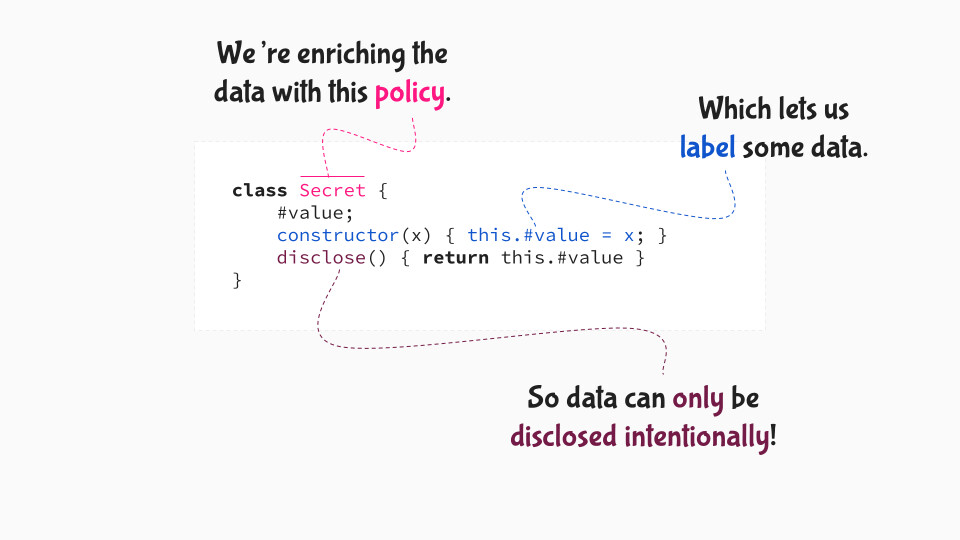 We're enriching the
data with this policy.
Which lets us
label some data.
class Secret {
    #value;
    constructor(x) { this.#value = x; }
    disclose() { return this.#value }
}
So data can only be
disclosed intentionally!